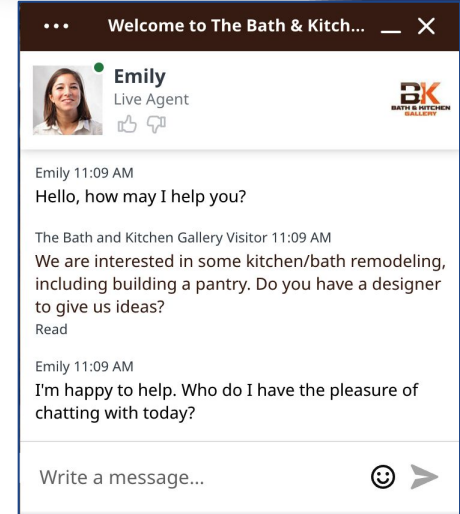 Welcome to The Bath & Kitch...
Emily
Live Agent
BK
BATH & KITCHEN
GALLERY
Emily 11:09 AM
Hello, how may I help you?
The Bath and Kitchen Gallery Visitor 11:09 AM
We are interested in some kitchen/bath remodeling,
including building a pantry. Do you have a designer
to give us ideas?
Read
Emily 11:09 AM
I'm happy to help. Who do I have the pleasure of
chatting with today?
Write a message...